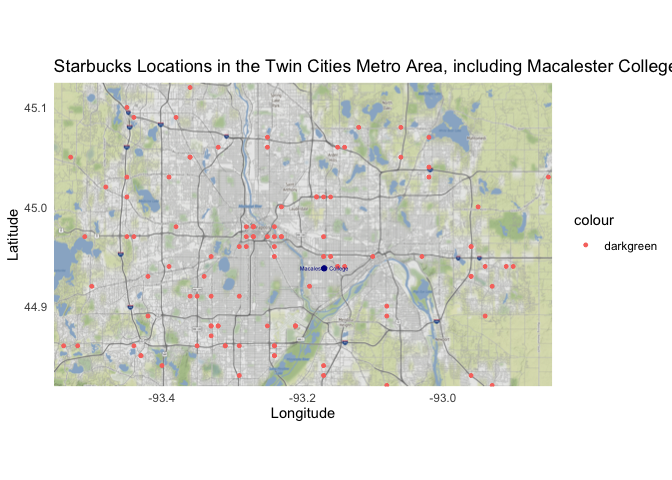 Starbucks Locations in the Twin Cities Metro Area, including Macalester College
45.1
45.0
44.9
Latitude
Macalester College
-93.4
-93.2
-93.0
Longitude
colour
darkgreen